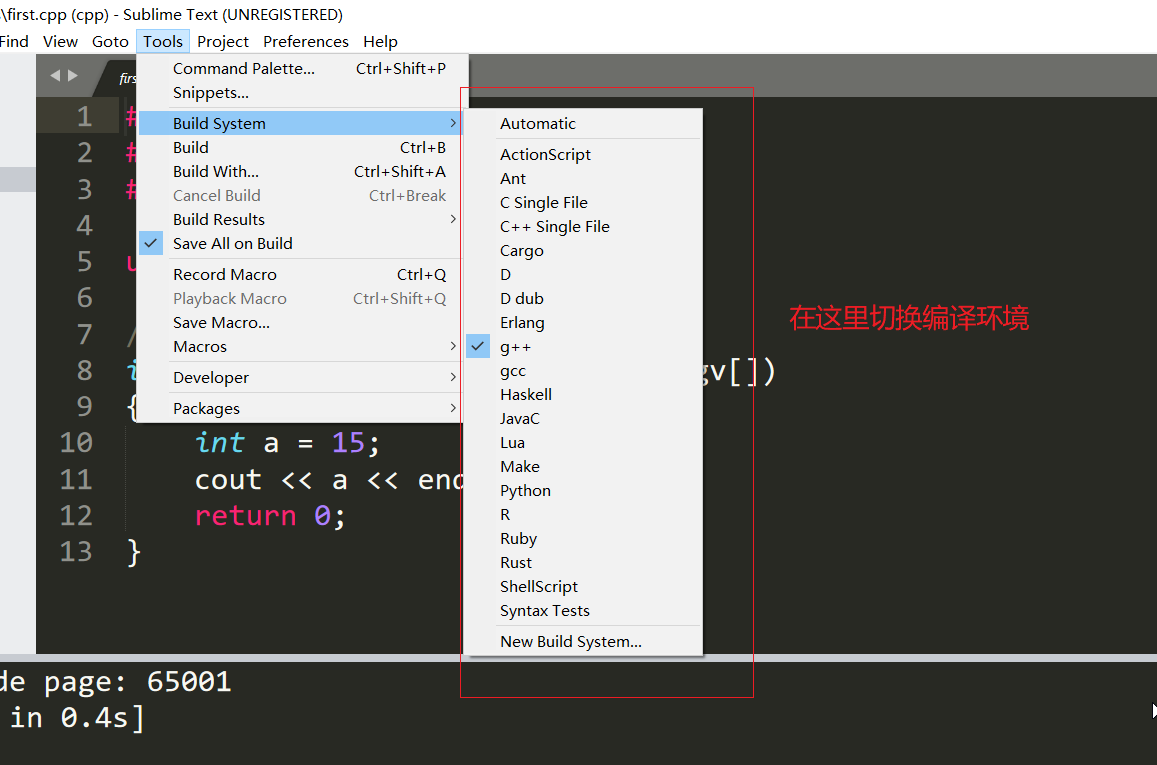 \first.cpp (cpp) - Sublime Text (UNREGISTERED)
Find View Goto Tools Project Preferences Help
Command Palette... Ctrl+Shift+P
Snippets...
Build System
Build Ctrl+B
Build With... Ctrl+Shift+A
Cancel Build Ctrl+Break
Build Results
Save All on Build
Record Macro Ctrl+Q
Playback Macro Ctrl+Shift+Q
Save Macro...
Macros
Developer
Packages
Automatic
ActionScript
Ant
C Single File
C++ Single File
Cargo
D
D dub
Erlang
g++
gcc
Haskell
JavaC
Lua
Make
Python
R
Ruby
Rust
ShellScript
Syntax Tests
New Build System...
在这里切换编译环境
firs
1 #
2 #
3 #
4
5 u
6
7 /
8 i gv[])
9 {
10 int a = 15;
11 cout << a << end
12 return 0;
13 }
de page: 65001
in 0.4s]